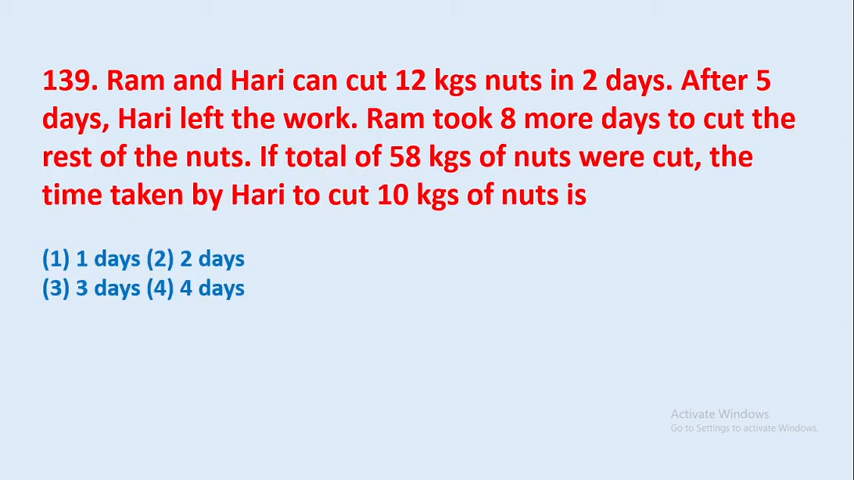 139. Ram and Hari can cut 12 kgs nuts in 2 days. After 5
days, Hari left the work. Ram took 8 more days to cut the
rest of the nuts. If total of 58 kgs of nuts were cut, the
time taken by Hari to cut 10 kgs of nuts is
(1) 1 days (2) 2 days
(3) 3 days (4) 4 days
Activate Windows
Go to Settings to activate Windows.